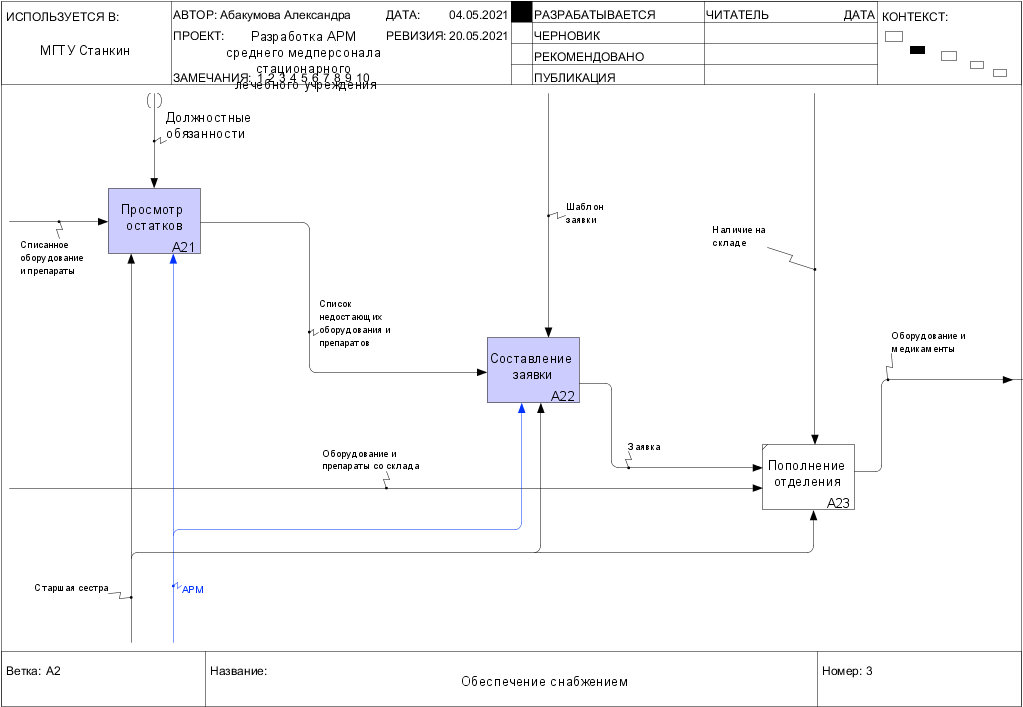 ИСПОЛЬЗУЕТСЯ В:
МГТУ Станкин
АВТОР: Абакумова Александра
ДАТА: 04.05.2021
ПРОЕКТ: Разработка АРМ
среднего медперсонала
стационарного
лечебного учреждения
РЕВИЗИЯ: 20.05.2021
ЗАМЕЧАНИЯ: 1 2 3 4 5 6 7 8 9 10
РАЗРАБАТЫВАЕТСЯ
ЧЕРНОВИК
РЕКОМЕНДОВАНО
ПУБЛИКАЦИЯ
ЧИТАТЕЛЬ ДАТА
КОНТЕКСТ:
Должностные
обязанности
Просмотр
остатков
A21
Списанное
оборудование
и препараты
Шаблон
заявки
Наличие на
складе
Список
недостающих
оборудования и
препаратов
Составление
заявки
A22
Оборудование и
медикаменты
Заявка
Оборудование и
препараты со склада
Пополнение
отделения
A23
Старшая сестра
АРМ
Ветка: A2
Название:
Обеспечение снабжением
Номер: 3